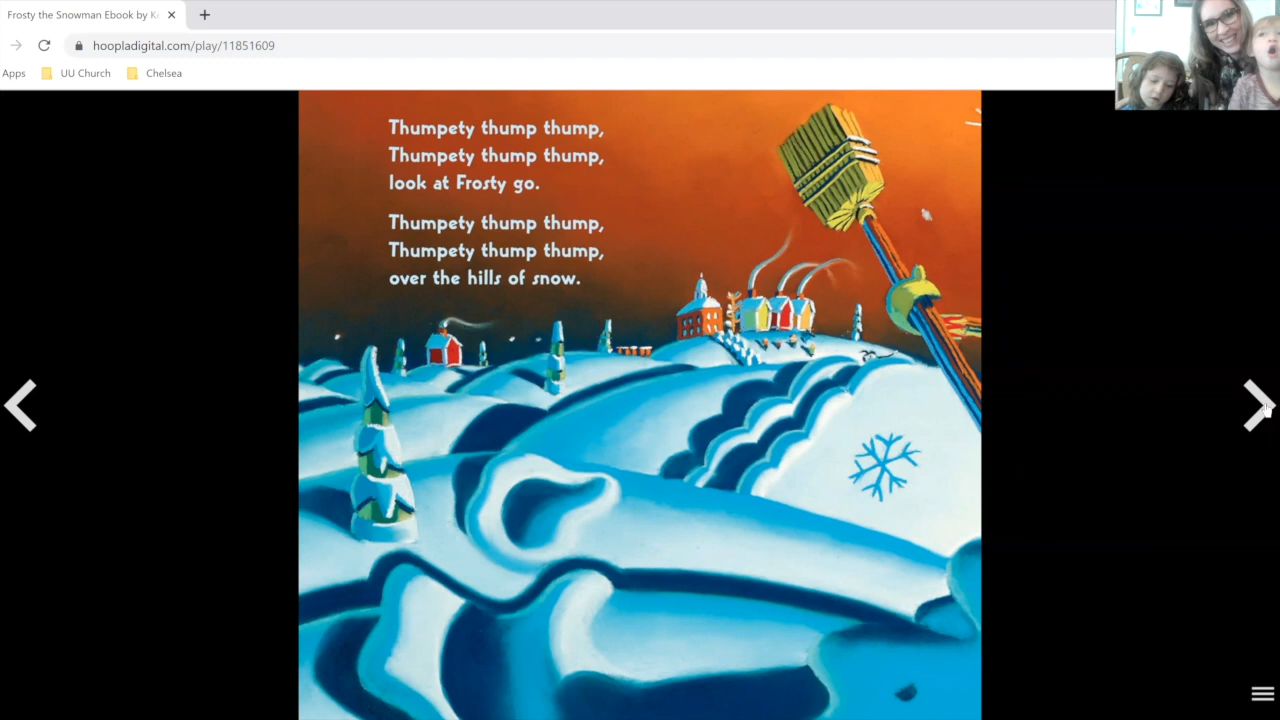 Frosty the Snowman Ebook by
hoopladigital.com/play/11851609
Apps
UU Church
Chelsea
Thumpety thump thump,
Thumpety thump thump,
look at Frosty go.
Thumpety thump thump,
Thumpety thump thump,
over the hills of snow.